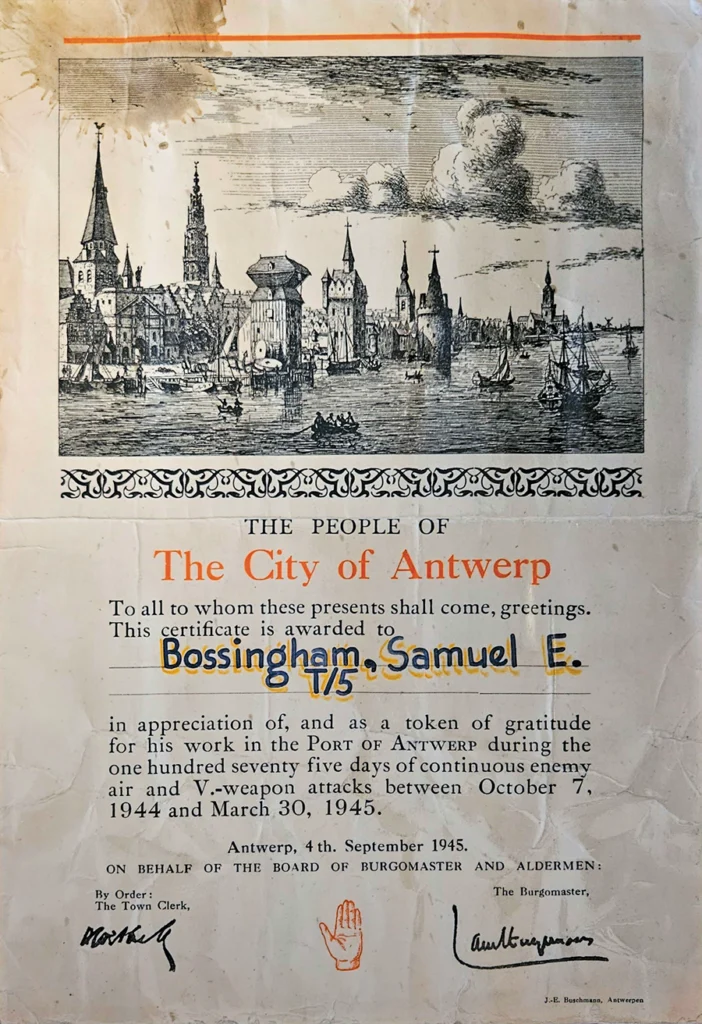 THE PEOPLE OF
The City of Antwerp
To all to whom these presents shall come, greetings.
This certificate is awarded to
Bossingham, Samuel E.
T/5
in appreciation of, and as a token of gratitude
for his work in the PORT OF ANTWERP during the
one hundred seventy five days of continuous enemy
air and V.-weapon attacks between October 7,
1944 and March 30, 1945.
Antwerp, 4 th. September 1945.
ON BEHALF OF THE BOARD OF BURGOMASTER AND ALDERMEN:
By Order:
The Town Clerk,
The Burgomaster,
J.-E. Buschmann, Antwerpen